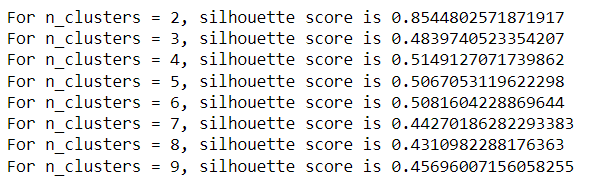 For n_clusters = 2, silhouette score is 0.8544802571871917
For n_clusters = 3, silhouette score is 0.4839740523354207
For n_clusters = 4, silhouette score is 0.5149127071739862
For n_clusters = 5, silhouette score is 0.5067053119622298
For n_clusters = 6, silhouette score is 0.5081604228869644
For n_clusters = 7, silhouette score is 0.44270186282293383
For n_clusters = 8, silhouette score is 0.4310982288176363
For n_clusters = 9, silhouette score is 0.45696007156058255